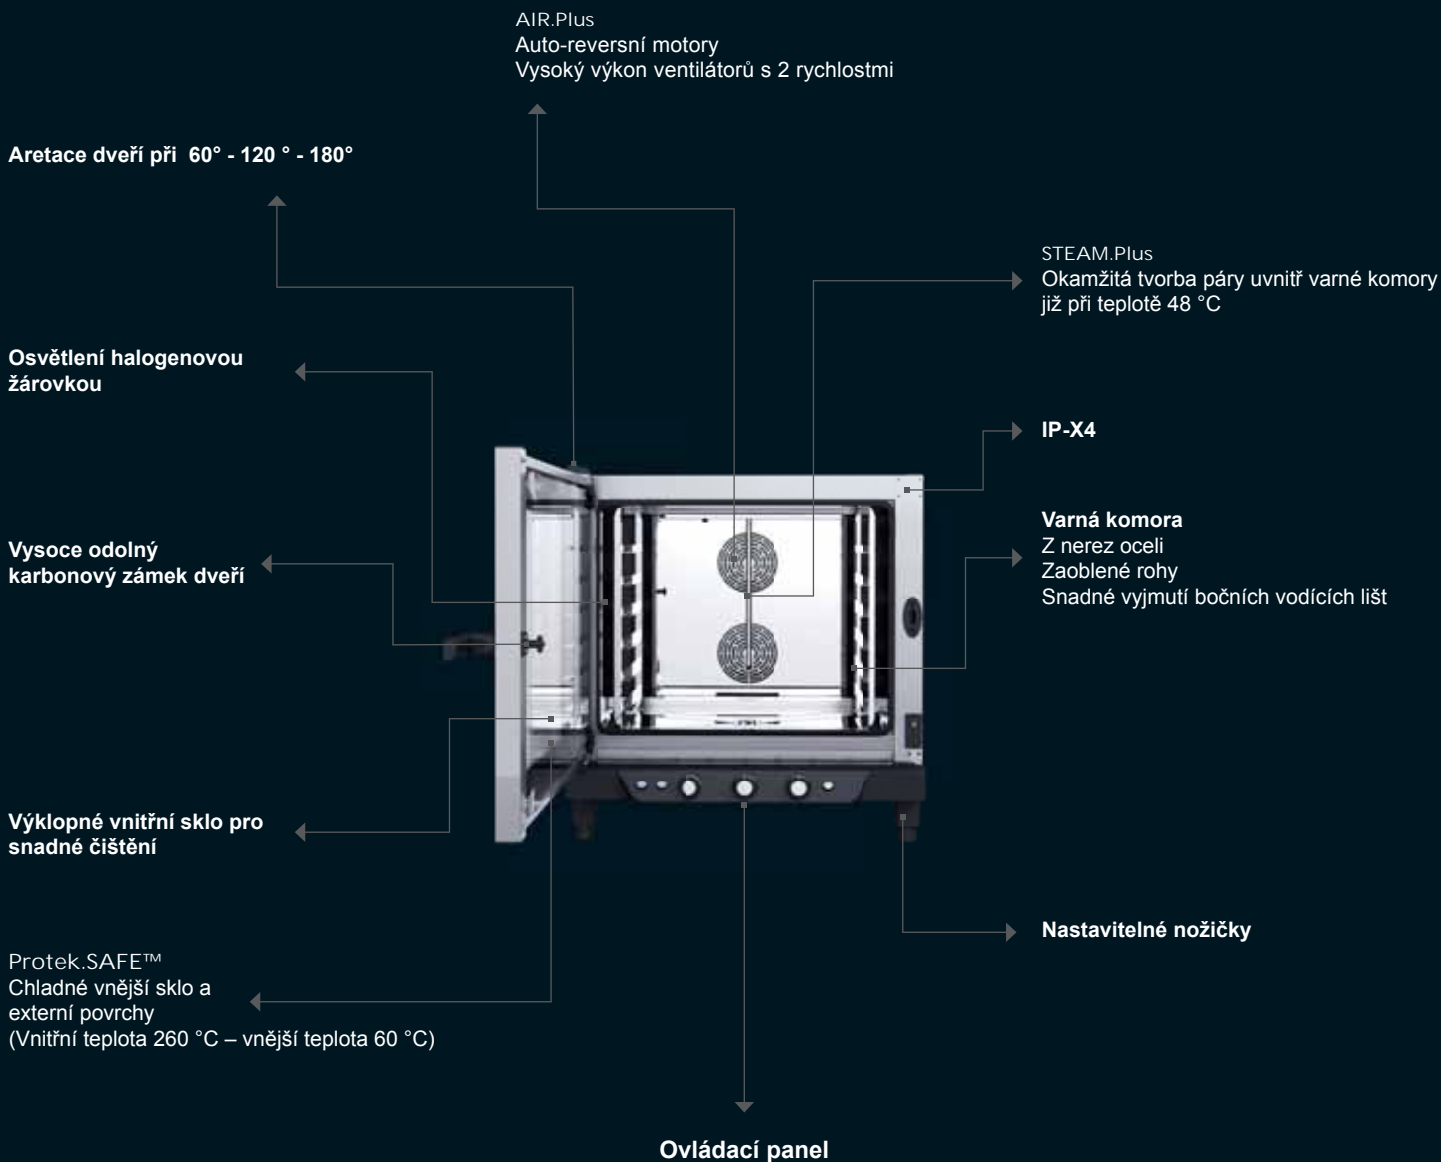 AIR.Plus
Auto-reversní motory
Vysoký výkon ventilátorů s 2 rychlostmi
Aretace dveří při  60° - 120 ° - 180°
STEAM.Plus
Okamžitá tvorba páry uvnitř varné komory
již při teplotě 48 °C
Osvětlení halogenovou
žárovkou
IP-X4
Varná komora
Z nerez oceli
Zaoblené rohy
Snadné vyjmutí bočních vodících lišt
Vysoce odolný
karbonový zámek dveří
Výklopné vnitřní sklo pro
snadné čištění
Nastavitelné nožičky
Protek.SAFE™
Chladné vnější sklo a
externí povrchy
(Vnitřní teplota 260 °C – vnější teplota 60 °C)
Ovládací panel